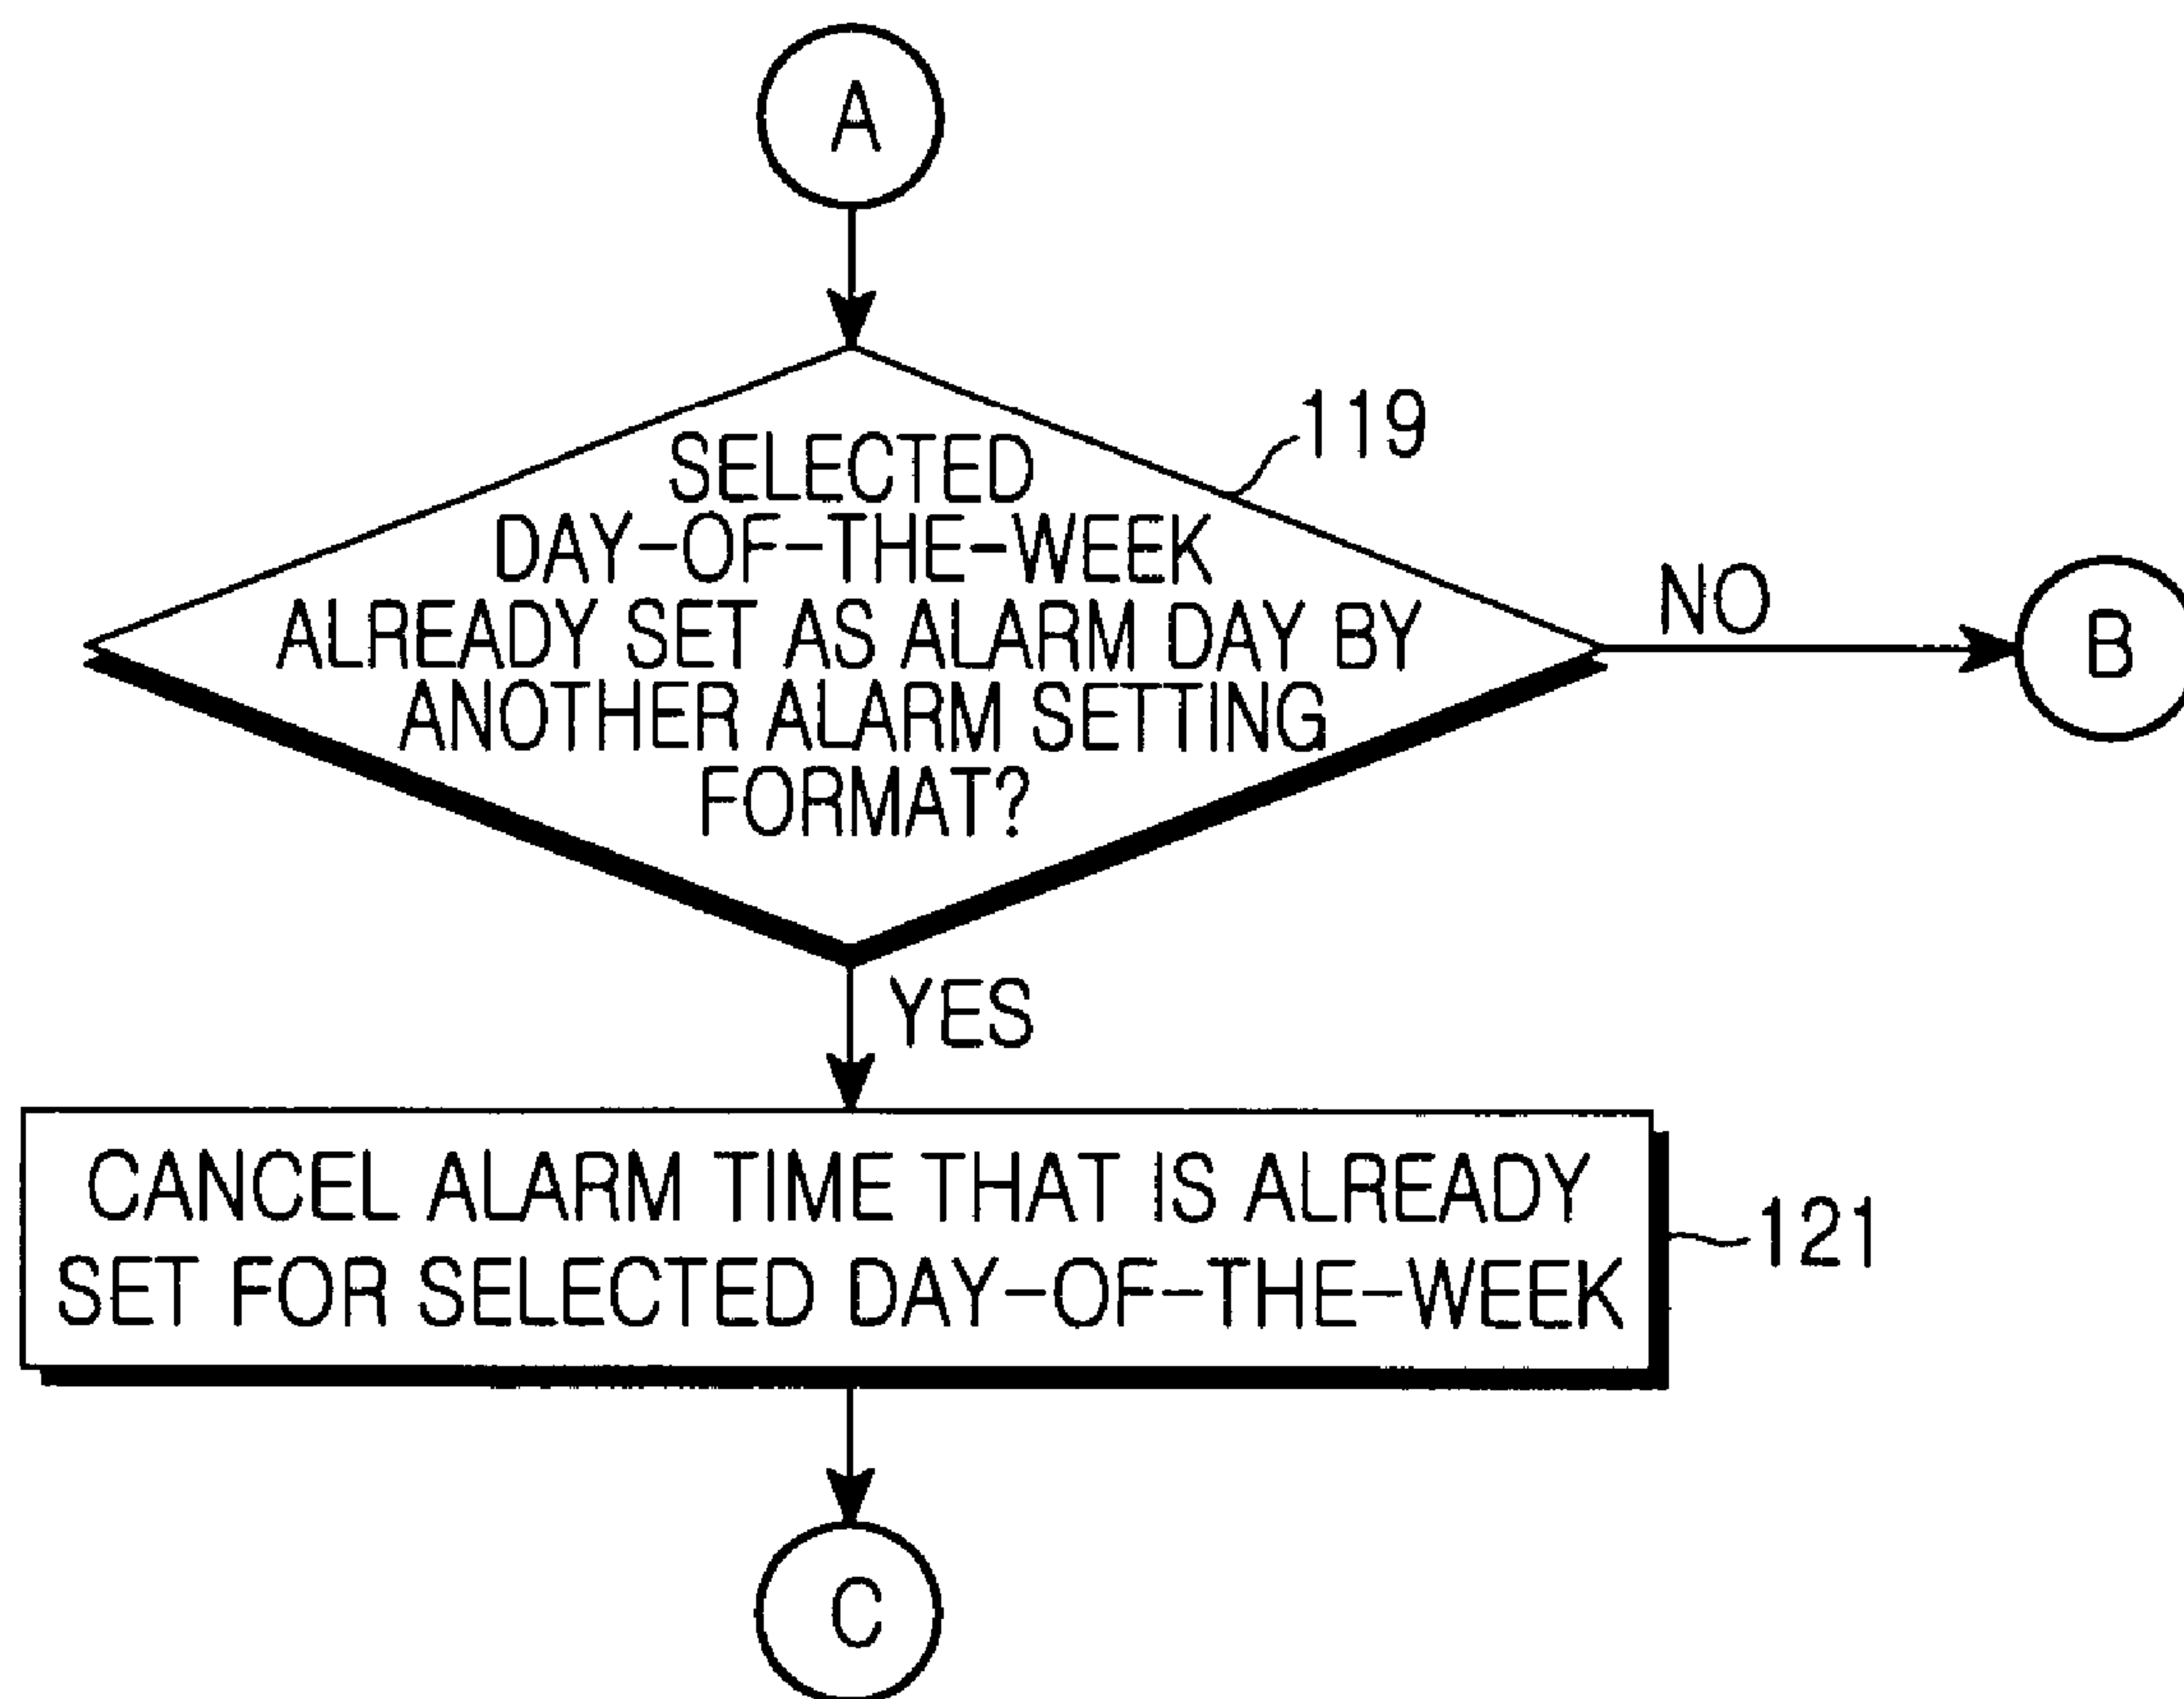 A
119
SELECTED
DAY-OF-THE-WEEK
ALREADY SET AS ALARM DAY BY
ANOTHER ALARM SETTING
FORMAT?
NO
B
YES
CANCEL ALARM TIME THAT IS ALREADY
SET FOR SELECTED DAY-OF-THE-WEEK
121
C